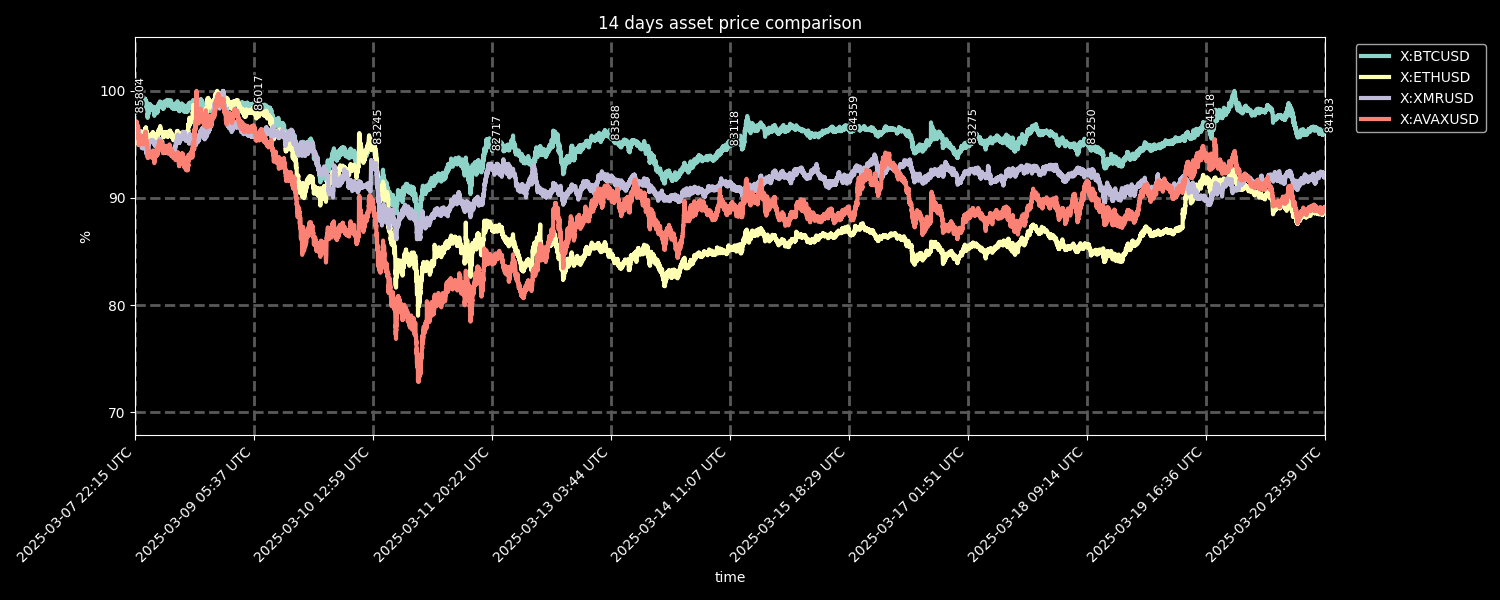 14 days asset price comparison
X:BTCUSD
X:ETHUSD
X:XMRUSD
X:AVAXUSD
%
100
90
80
70
85804
86017
83245
82717
83588
83118
84359
83275
83250
84518
84183
2025-03-07 22:15 UTC
2025-03-09 05:37 UTC
2025-03-10 12:59 UTC
2025-03-11 20:22 UTC
2025-03-13 03:44 UTC
2025-03-14 11:07 UTC
2025-03-15 18:29 UTC
2025-03-17 01:51 UTC
2025-03-18 09:14 UTC
2025-03-19 16:36 UTC
2025-03-20 23:59 UTC
time